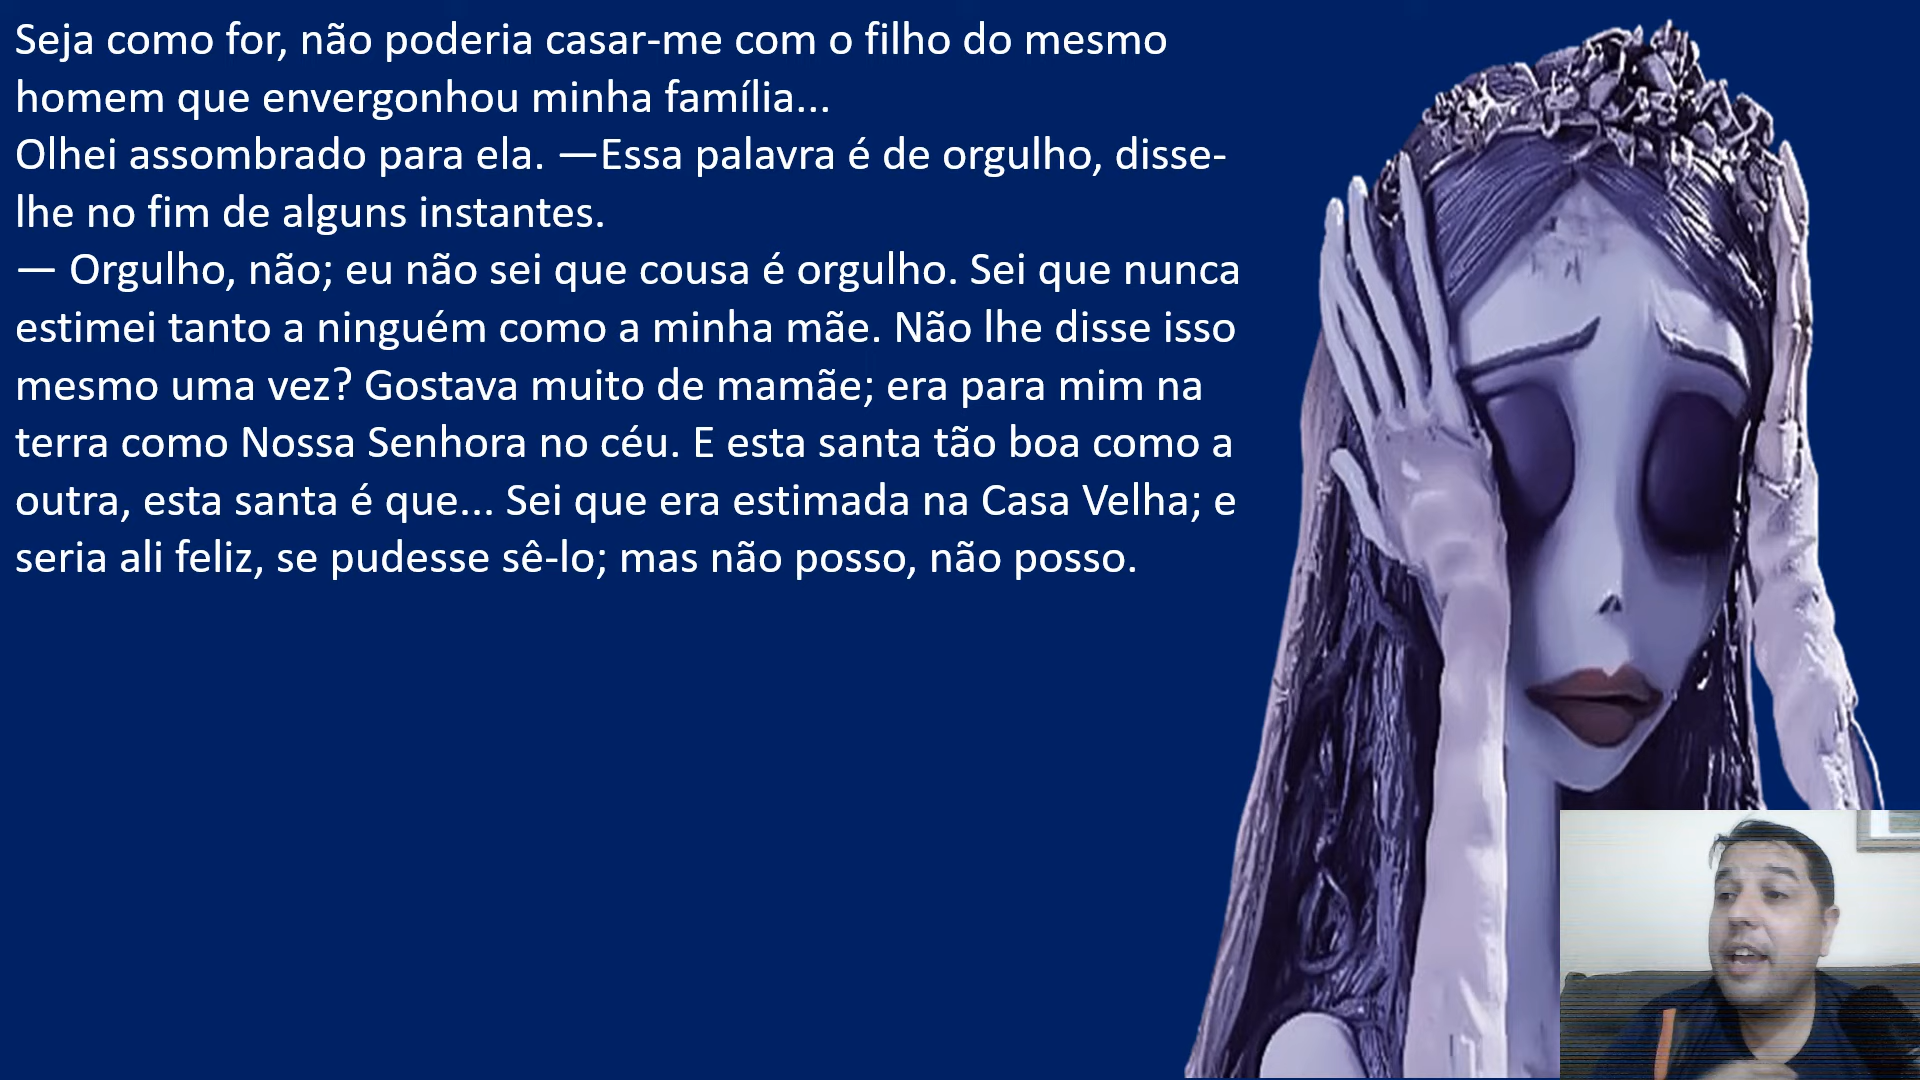 Seja como for, não poderia casar-me com o filho do mesmo
homem que envergonhou minha família...
Olhei assombrado para ela. —Essa palavra é de orgulho, disse-
lhe no fim de alguns instantes.
— Orgulho, não; eu não sei que cousa é orgulho. Sei que nunca
estimei tanto a ninguém como a minha mãe. Não lhe disse isso
mesmo uma vez? Gostava muito de mamãe; era para mim na
terra como Nossa Senhora no céu. E esta santa tão boa como a
outra, esta santa é que... Sei que era estimada na Casa Velha; e
seria ali feliz, se pudesse sê-lo; mas não posso, não posso.